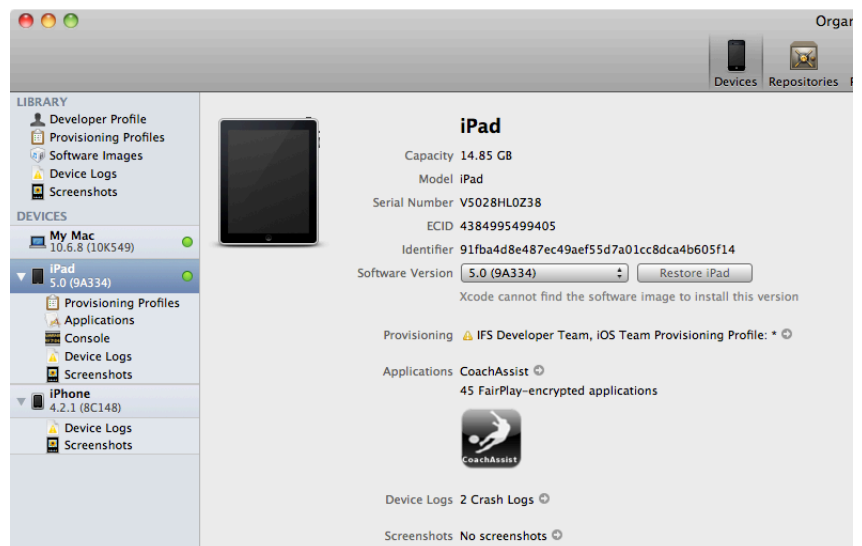 Organ
Devices Repositories
LIBRARY
Developer Profile
Provisioning Profiles
Software Images
Device Logs
Screenshots
DEVICES
My Mac
10.6.8 (10K549)
iPad
5.0 (9A334)
Provisioning Profiles
Applications
Console
Device Logs
Screenshots
iPhone
4.2.1 (8C148)
Device Logs
Screenshots
iPad
Capacity 14.85 GB
Model iPad
Serial Number V5028HL0Z38
ECID 4384995499405
Identifier 91fba4d8e487ec49aef55d7a01cc8dca4b605f14
Software Version 5.0 (9A334) Restore iPad
Xcode cannot find the software image to install this version
Provisioning IFS Developer Team, iOS Team Provisioning Profile: *
Applications CoachAssist
45 FairPlay-encrypted applications
CoachAssist
Device Logs 2 Crash Logs
Screenshots No screenshots